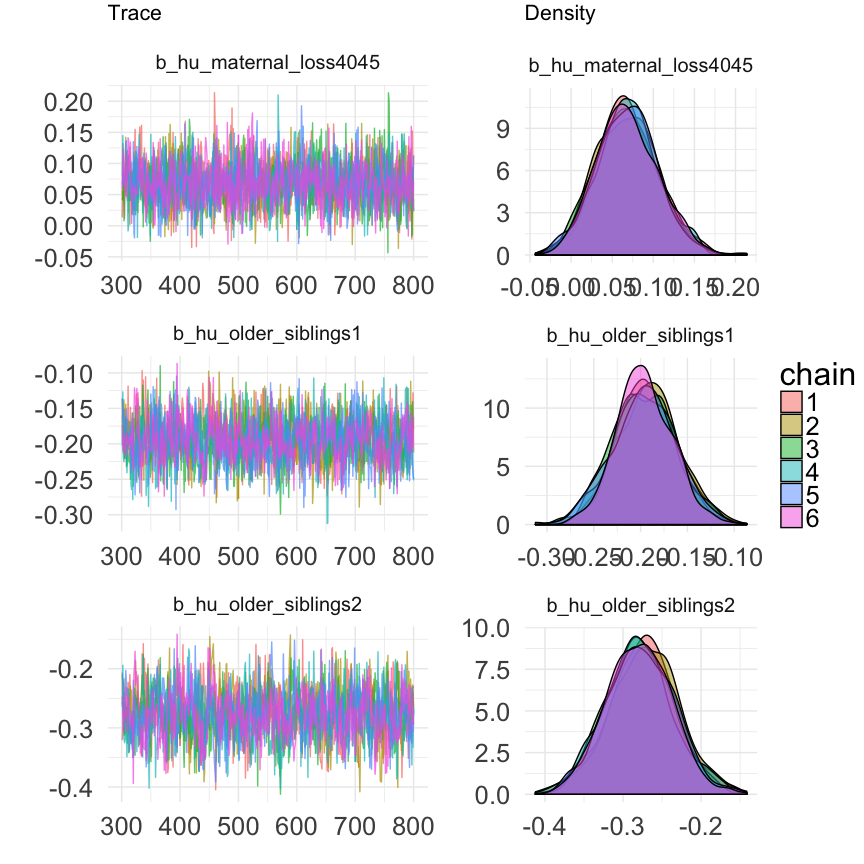 Trace
Density
b_hu_maternal_loss4045
0.20
0.15
0.10
0.05
0.00
-0.05
300 400 500 600 700 800
b_hu_maternal_loss4045
9
6
3
0
-0.05 0.00 0.05 0.10 0.15 0.20
b_hu_older_siblings1
-0.10
-0.15
-0.20
-0.25
-0.30
300 400 500 600 700 800
b_hu_older_siblings1
10
5
0
-0.30 -0.25 -0.20 -0.15 -0.10
chain
1
2
3
4
5
6
b_hu_older_siblings2
-0.2
-0.3
-0.4
300 400 500 600 700 800
b_hu_older_siblings2
10.0
7.5
5.0
2.5
0.0
-0.4 -0.3 -0.2